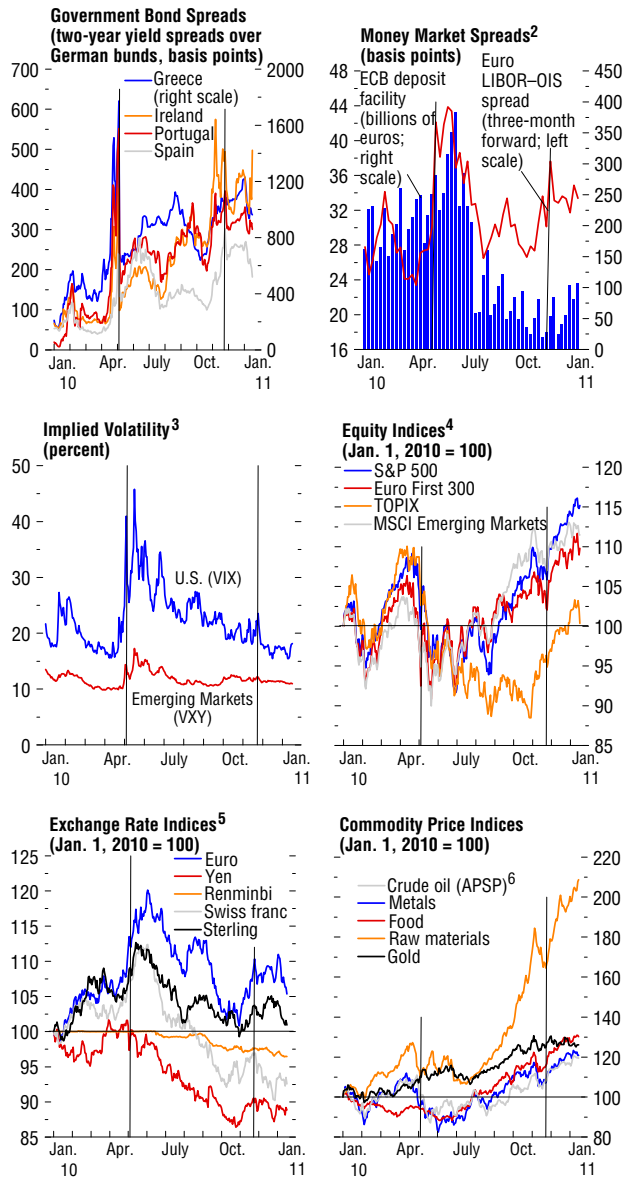 Government Bond Spreads
(two-year yield spreads over
German bunds, basis points)
700
600
500
400
300
200
100
0
2000
1600
1200
800
400
0
Greece
(right scale)
Ireland
Portugal
Spain
Jan.
10
Apr.
July
Oct.
Jan.
11
Money Market Spreads2
(basis points)
48
44
40
36
32
28
24
20
16
450
400
350
300
250
200
150
100
50
0
ECB deposit
facility
(billions of
euros;
right
scale)
Euro
LIBOR–OIS
spread
(three-month
forward; left
scale)
Jan.
10
Apr.
July
Oct.
Jan.
11
Implied Volatility3
(percent)
50
40
30
20
10
0
U.S. (VIX)
Emerging Markets
(VXY)
Jan.
10
Apr.
July
Oct.
Jan.
11
Equity Indices4
(Jan. 1, 2010 = 100)
S&P 500
Euro First 300
TOPIX
MSCI Emerging Markets
120
115
110
105
100
95
90
85
Jan.
10
Apr.
July
Oct.
Jan.
11
Exchange Rate Indices5
(Jan. 1, 2010 = 100)
125
120
115
110
105
100
95
90
85
Euro
Yen
Renminbi
Swiss franc
Sterling
Jan.
10
Apr.
July
Oct.
Jan.
11
Commodity Price Indices
(Jan. 1, 2010 = 100)
Crude oil (APSP)6
Metals
Food
Raw materials
Gold
220
200
180
160
140
120
100
80
Jan.
10
Apr.
July
Oct.
Jan.
11